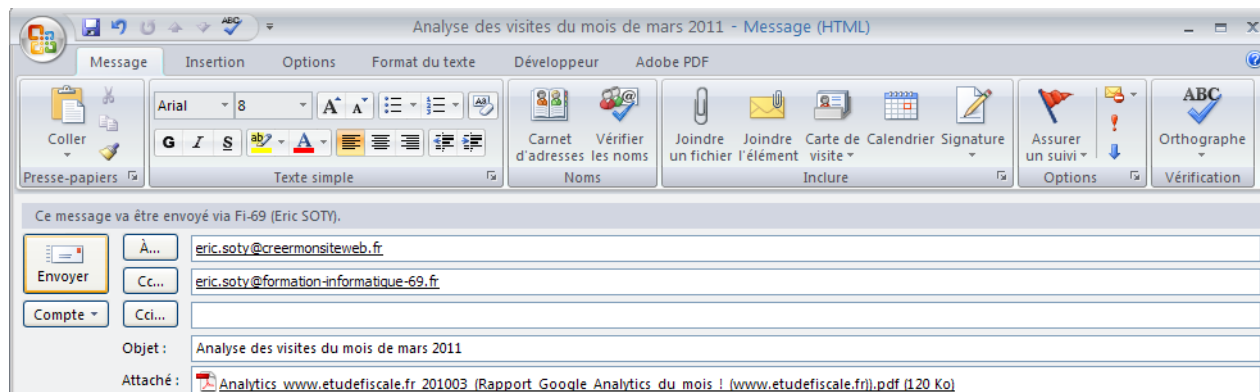 Analyse des visites du mois de mars 2011 - Message (HTML)
Message Insertion Options Format du texte Développeur Adobe PDF
Coller
Presse-papiers
Arial 8
G I S
Texte simple
Carnet d'adresses Vérifier les noms
Noms
Joindre un fichier Joindre l'élément Carte de visite Calendrier Signature
Inclure
Assurer un suivi
Options
ABC
Orthographe
Vérification
Ce message va être envoyé via Fi-69 (Eric SOTY).
Envoyer
À... eric.soty@creermonsiteweb.fr
Cc... eric.soty@formation-informatique-69.fr
Compte Cci...
Objet : Analyse des visites du mois de mars 2011
Attaché : Analytics_www.etudefiscale.fr_201003_(Rapport_Google_Analytics_du_mois_!_(www.etudefiscale.fr)).pdf (120 Ko)